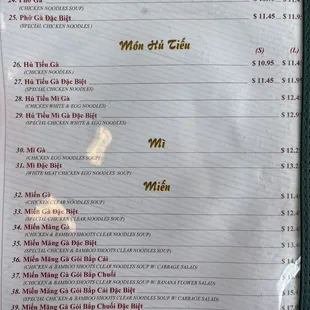 24. Phở Gà
(CHICKEN NOODLES SOUP)
25. Phở Gà Đặc Biệt $ 11.45
(SPECIAL CHICKEN NOODLES)
Món Hủ Tiếu
(S) (L)
26. Hủ Tiếu Gà $ 10.95
(CHICKEN NOODLES)
27. Hủ Tiếu Gà Đặc Biệt $ 11.45
(SPECIAL CHICKEN NOODLES)
28. Hủ Tiếu Mì Gà
(CHICKEN WHITE & EGG NOODLES)
29. Hủ Tiếu Mì Gà Đặc Biệt
(SPECIAL CHICKEN WHITE & EGG NOODLES)
Mì
30. Mì Gà
(CHICKEN EGG NOODLES SOUP)
31. Mì Đặc Biệt
(WHITE MEAT CHICKEN EGG NOODLES SOUP)
Miến
32. Miến Gà
(CHICKEN CLEAR NOODLES SOUP)
33. Miến Gà Đặc Biệt
(SPECIAL CHICKEN CLEAR NOODLES SOUP)
34. Miến Măng Gà
(CHICKEN & BAMBOO SHOOTS CLEAR NOODLES SOUP)
35. Miến Măng Gà Đặc Biệt
(SPECIAL CHICKEN & BAMBOO SHOOTS CLEAR NOODLES SOUP)
36. Miến Măng Gà Gỏi Bắp Cải
(CHICKEN & BAMBOO SHOOTS CLEAR NOODLES SOUP W/ CABBAGE SALAD)
37. Miến Măng Gà Gỏi Bắp Chuối
(CHICKEN & BAMBOO SHOOTS CLEAR NOODLES SOUP W/ BANANA FLOWER SALAD)
38. Miến Măng Gà Gỏi Bắp Cải Đặc Biệt
(SPECIAL CHICKEN & BAMBOO SHOOTS CLEAR NOODLES SOUP W/ CABBAGE SALAD)
39. Miến Măng Gà Gỏi Bắp Chuối Đặc Biệt